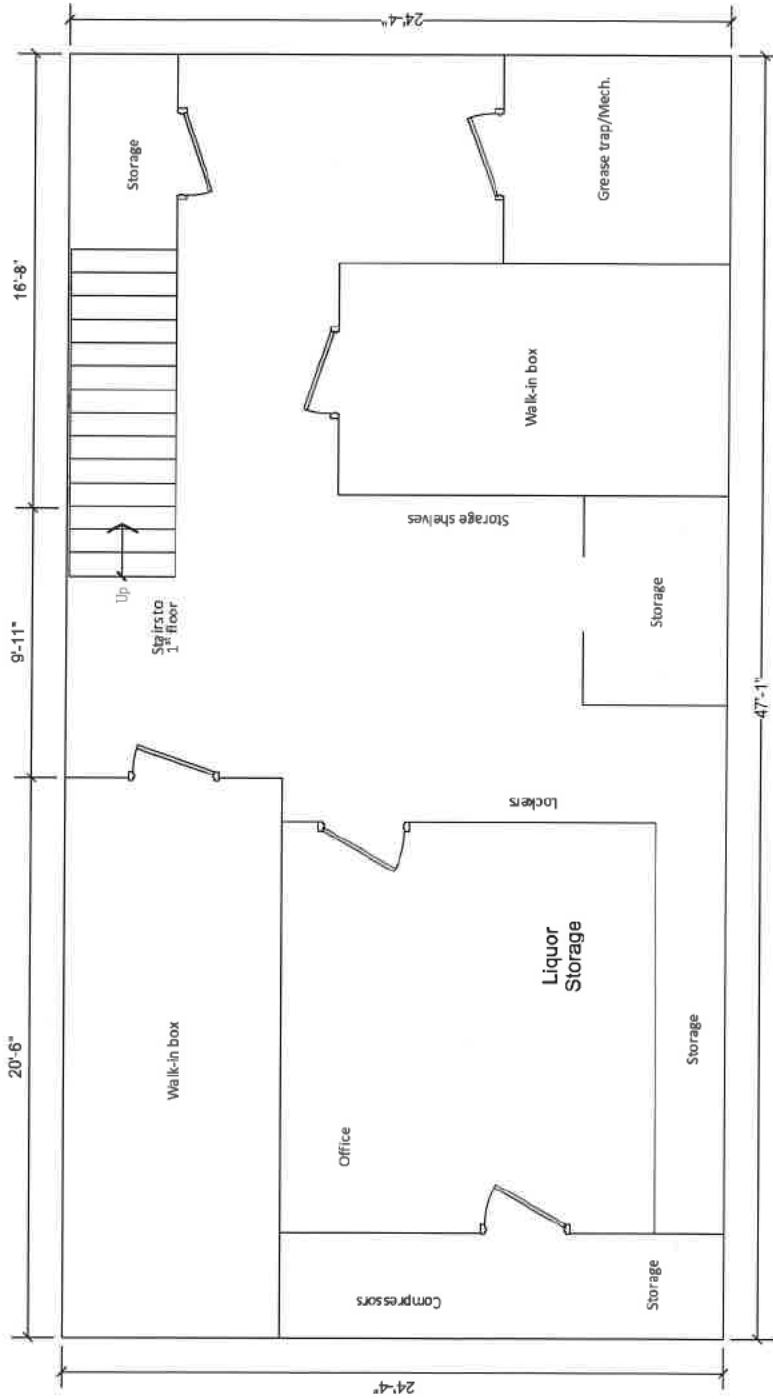 24'-4"
16'-8"
9'-11"
20'-6"
Storage
Grease trap/Mech.
Walk-in box
Up
Stairs to
1st floor
Storage shelves
Storage
Lockers
Walk-in box
Office
Liquor
Storage
Storage
Compressors
Storage
47'-1"
24'-4"